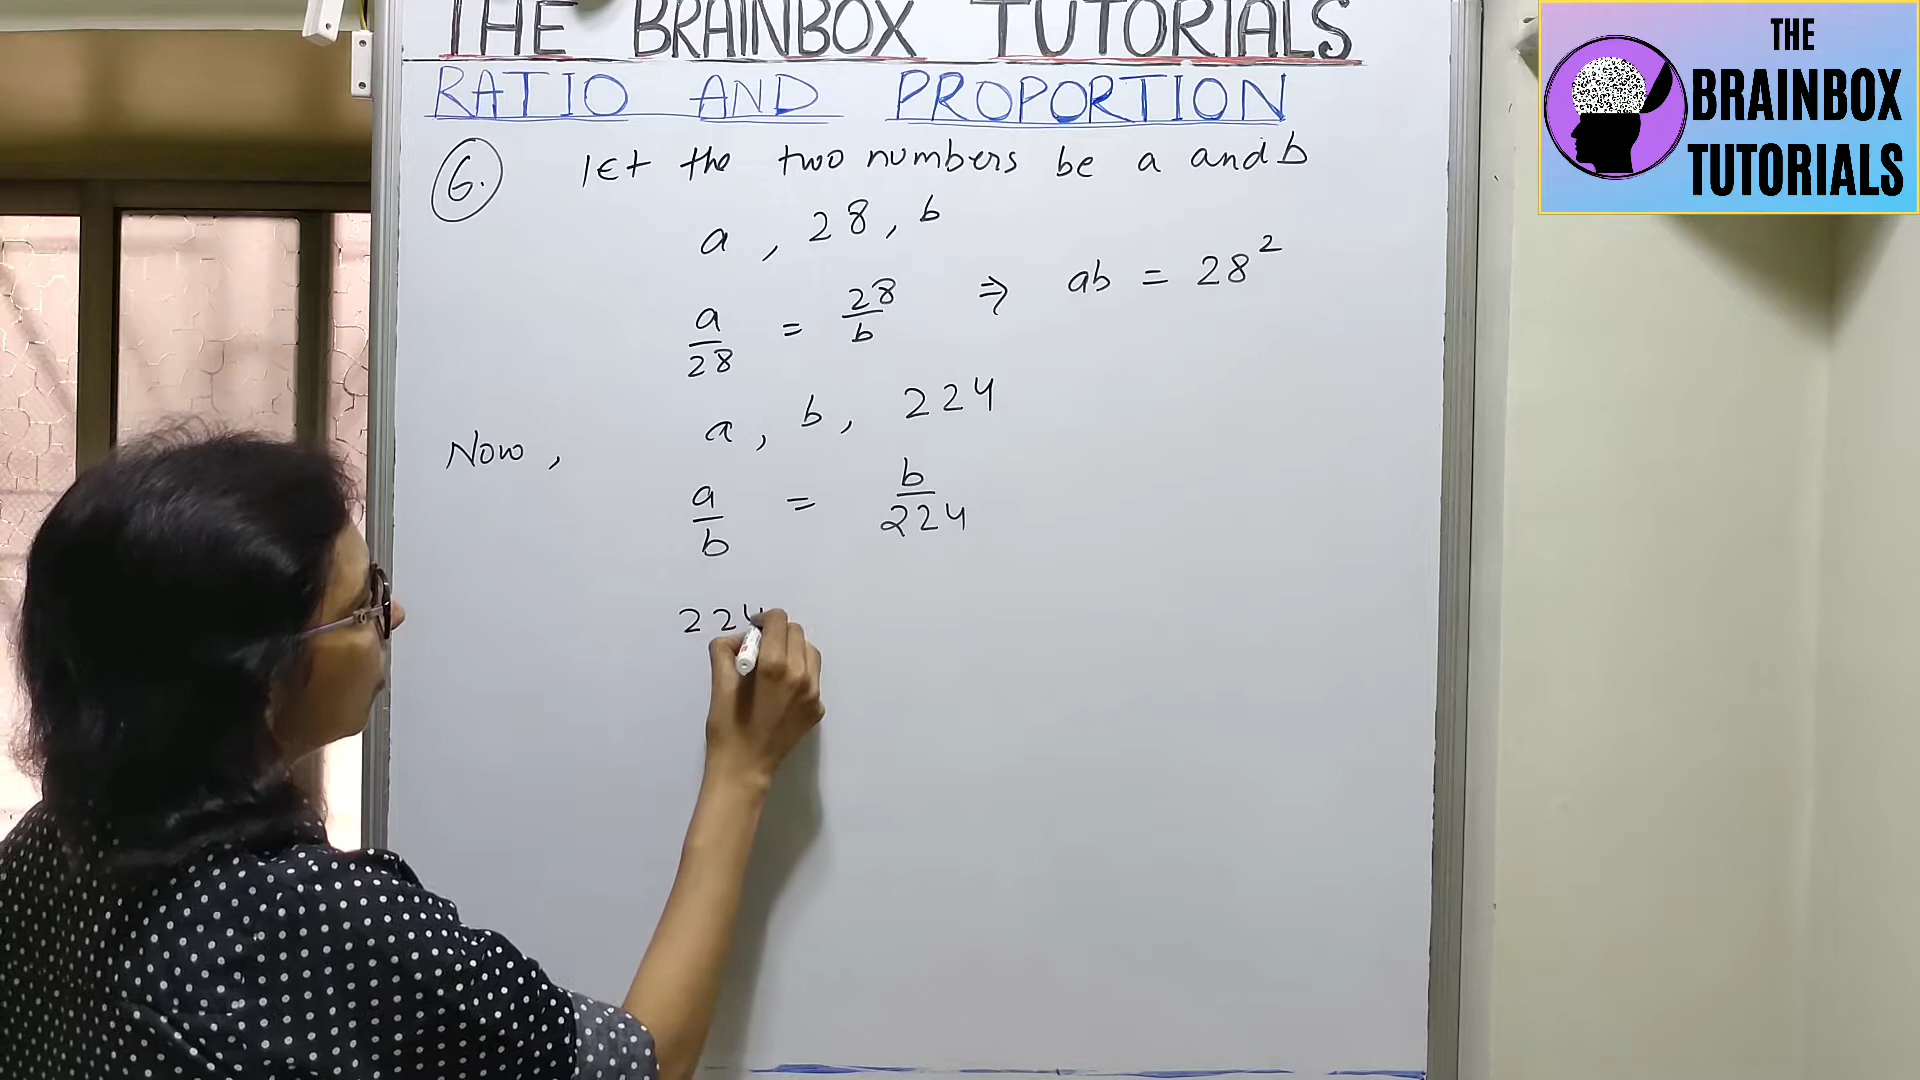 THE BRAINBOX TUTORIALS
RATIO AND PROPORTION
6. let the two numbers be a and b
a , 28 , b
a/28 = 28/b ⇒ ab = 28²
Now , a , b , 224
a/b = b/224
224
THE
BRAINBOX
TUTORIALS